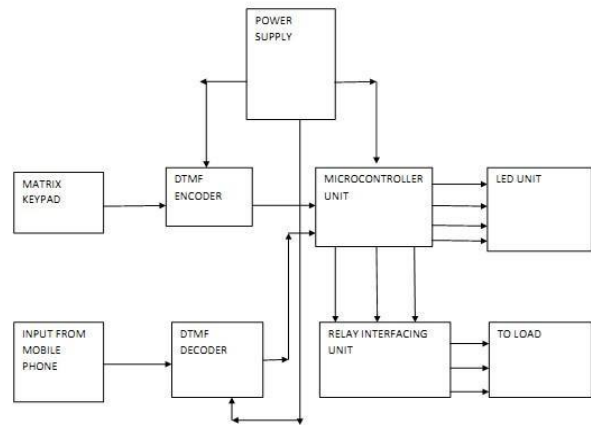 POWER
SUPPLY
MATRIX
KEYPAD
DTMF
ENCODER
MICROCONTROLLER
UNIT
LED UNIT
INPUT FROM
MOBILE
PHONE
DTMF
DECODER
RELAY INTERFACING
UNIT
TO LOAD